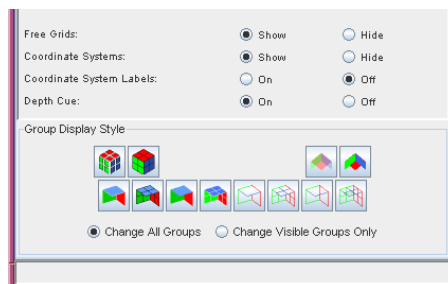 Free Grids: Show Hide
Coordinate Systems: Show Hide
Coordinate System Labels: On Off
Depth Cue: On Off
Group Display Style
Change All Groups Change Visible Groups Only